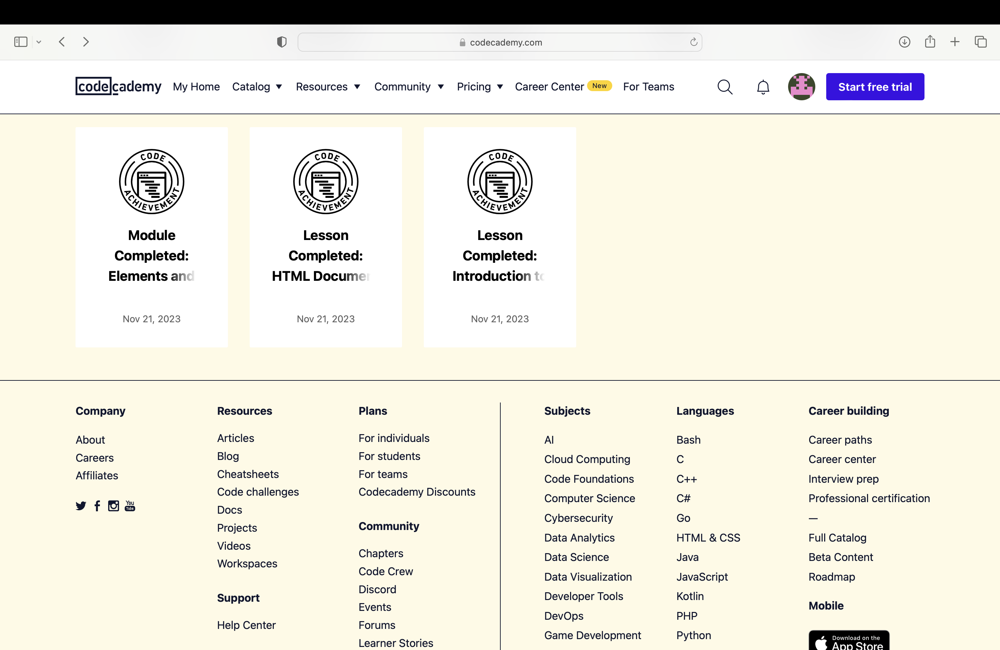 codecademy.com
codecademy
My Home
Catalog
Resources
Community
Pricing
Career Center New
For Teams
Start free trial
CODE ACHIEVEMENT
Module
Completed:
Elements and
Nov 21, 2023
CODE ACHIEVEMENT
Lesson
Completed:
HTML Documen
Nov 21, 2023
CODE ACHIEVEMENT
Lesson
Completed:
Introduction to
Nov 21, 2023
Company
About
Careers
Affiliates
You
Tube
Resources
Articles
Blog
Cheatsheets
Code challenges
Docs
Projects
Videos
Workspaces
Support
Help Center
Plans
For individuals
For students
For teams
Codecademy Discounts
Community
Chapters
Code Crew
Discord
Events
Forums
Learner Stories
Subjects
AI
Cloud Computing
Code Foundations
Computer Science
Cybersecurity
Data Analytics
Data Science
Data Visualization
Developer Tools
DevOps
Game Development
Languages
Bash
C
C++
C#
Go
HTML & CSS
Java
JavaScript
Kotlin
PHP
Python
Career building
Career paths
Career center
Interview prep
Professional certification
—
Full Catalog
Beta Content
Roadmap
Mobile
Download on the
App Store